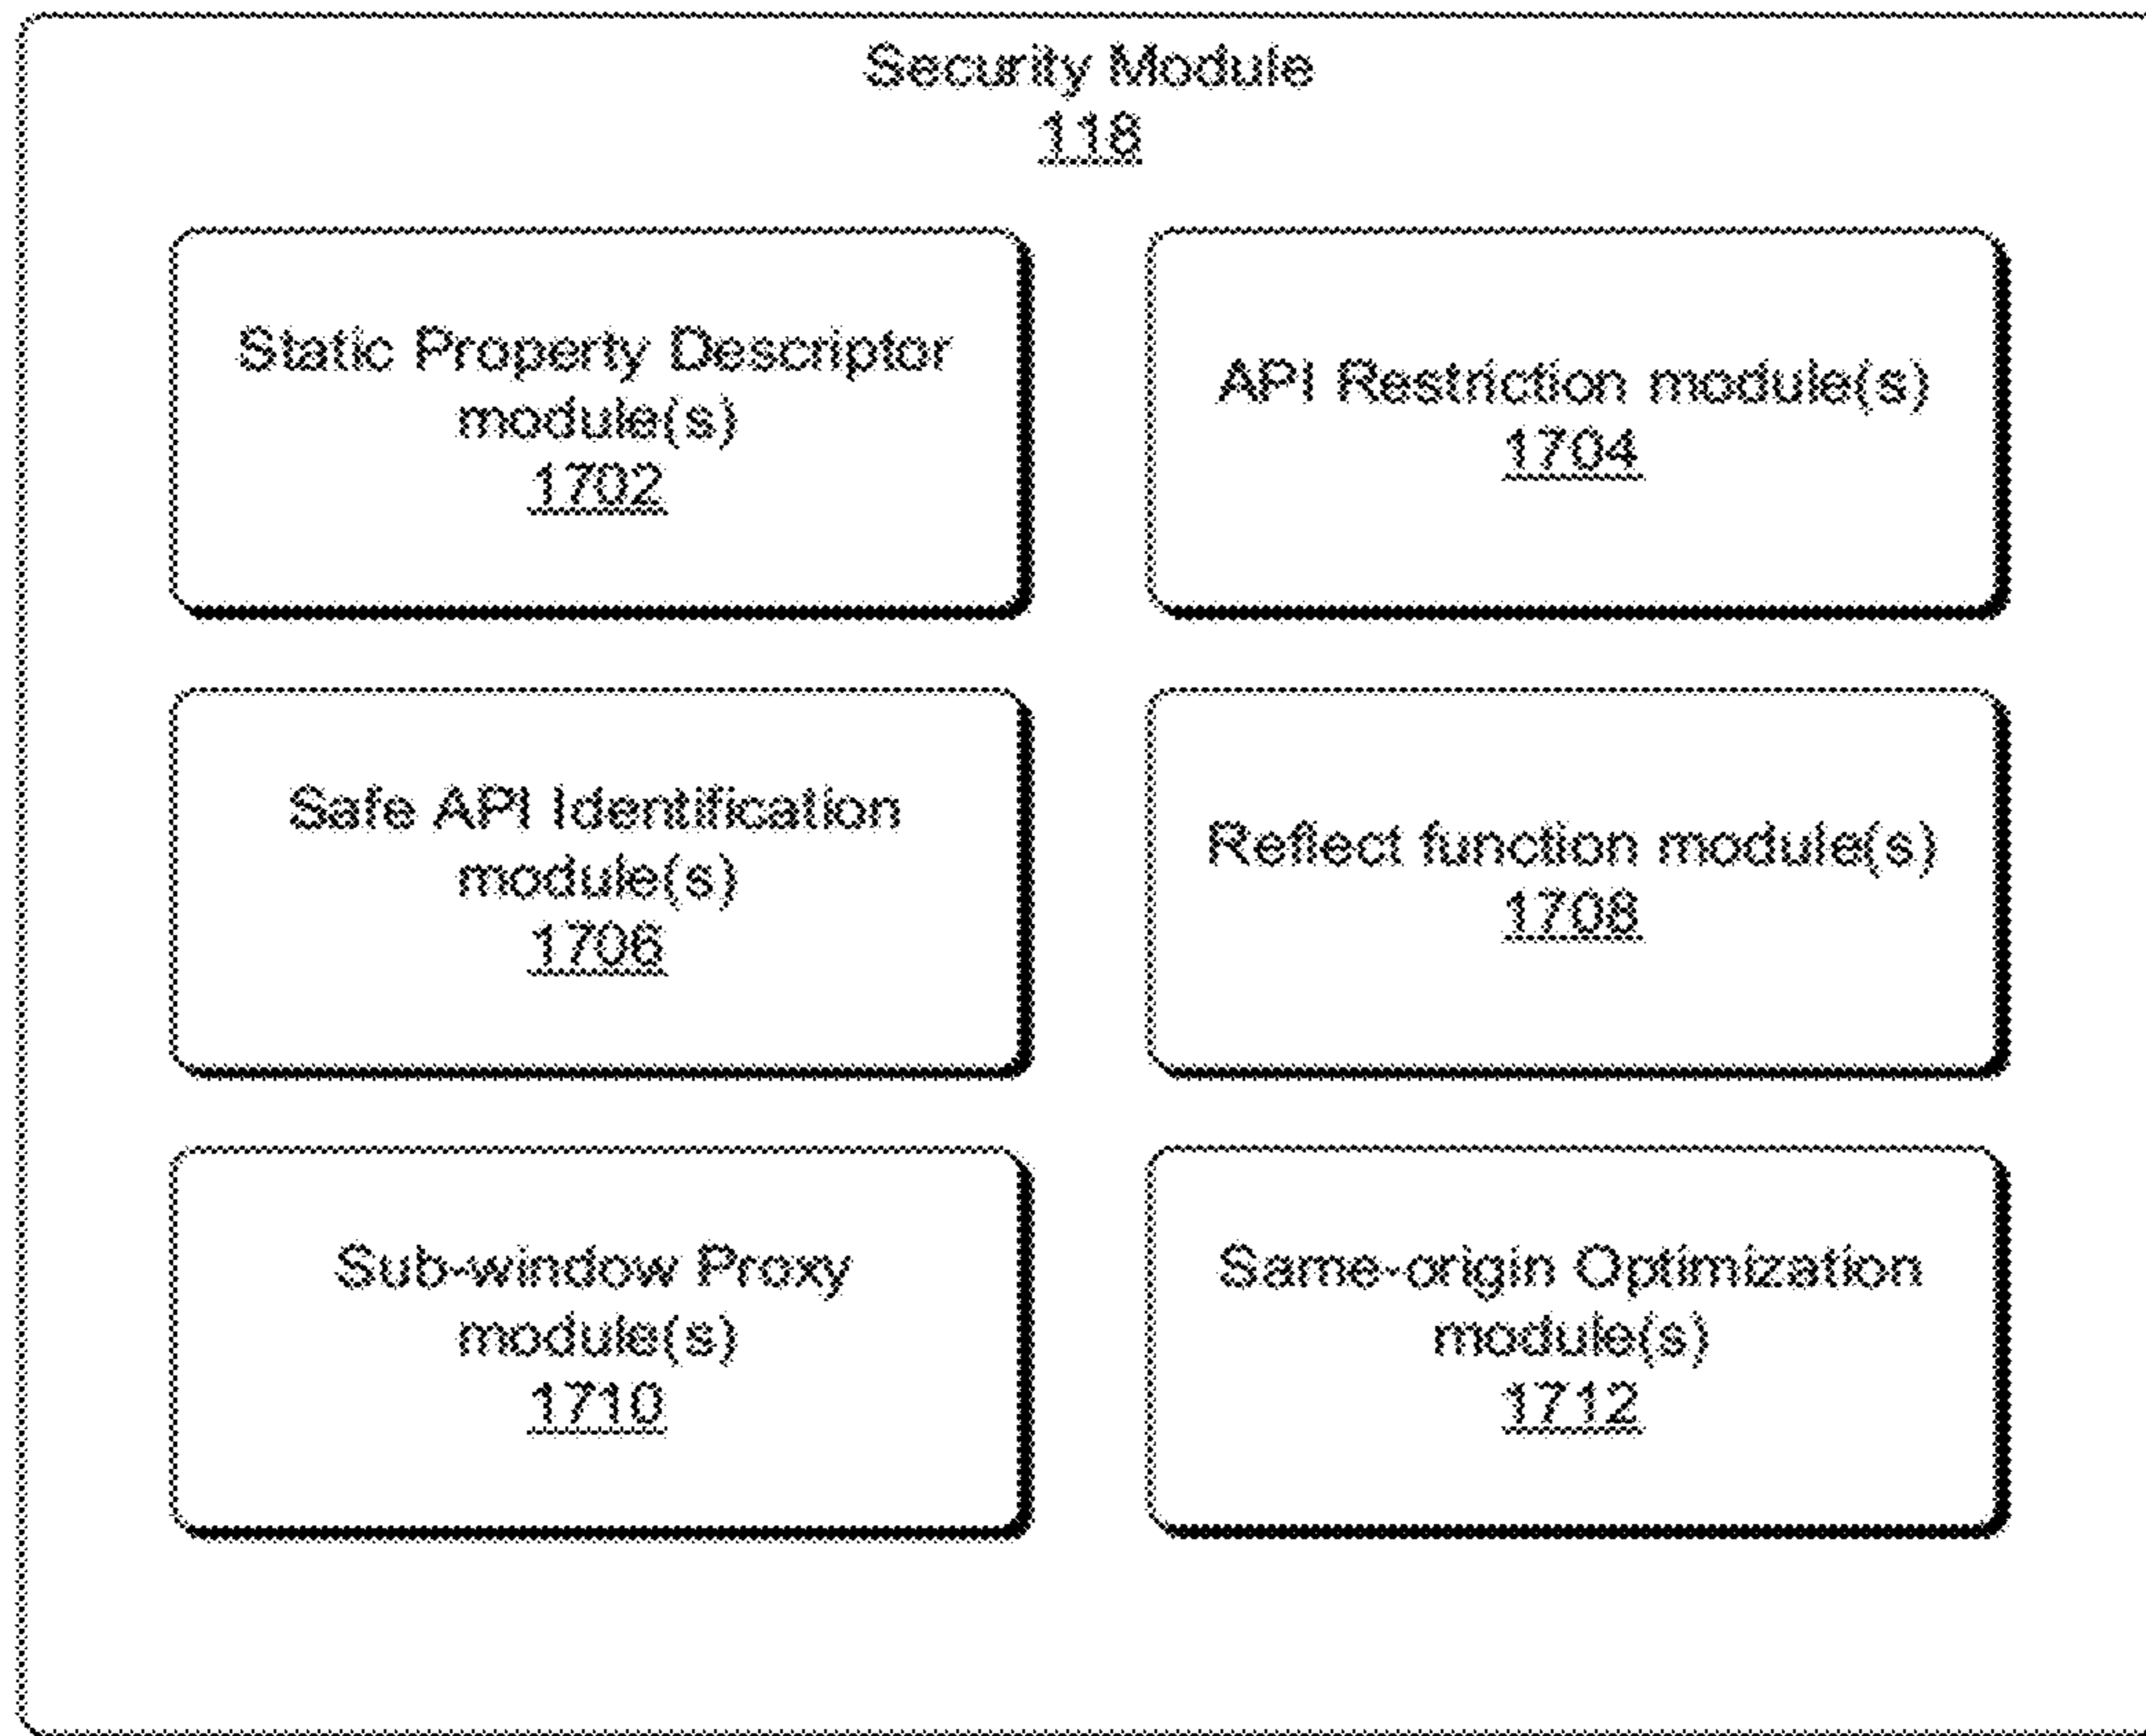 Security Module
118
Static Property Descriptor
module(s)
1702
API Restriction module(s)
1704
Safe API Identification
module(s)
1706
Reflect function module(s)
1708
Sub-window Proxy
module(s)
1710
Same-origin Optimization
module(s)
1712